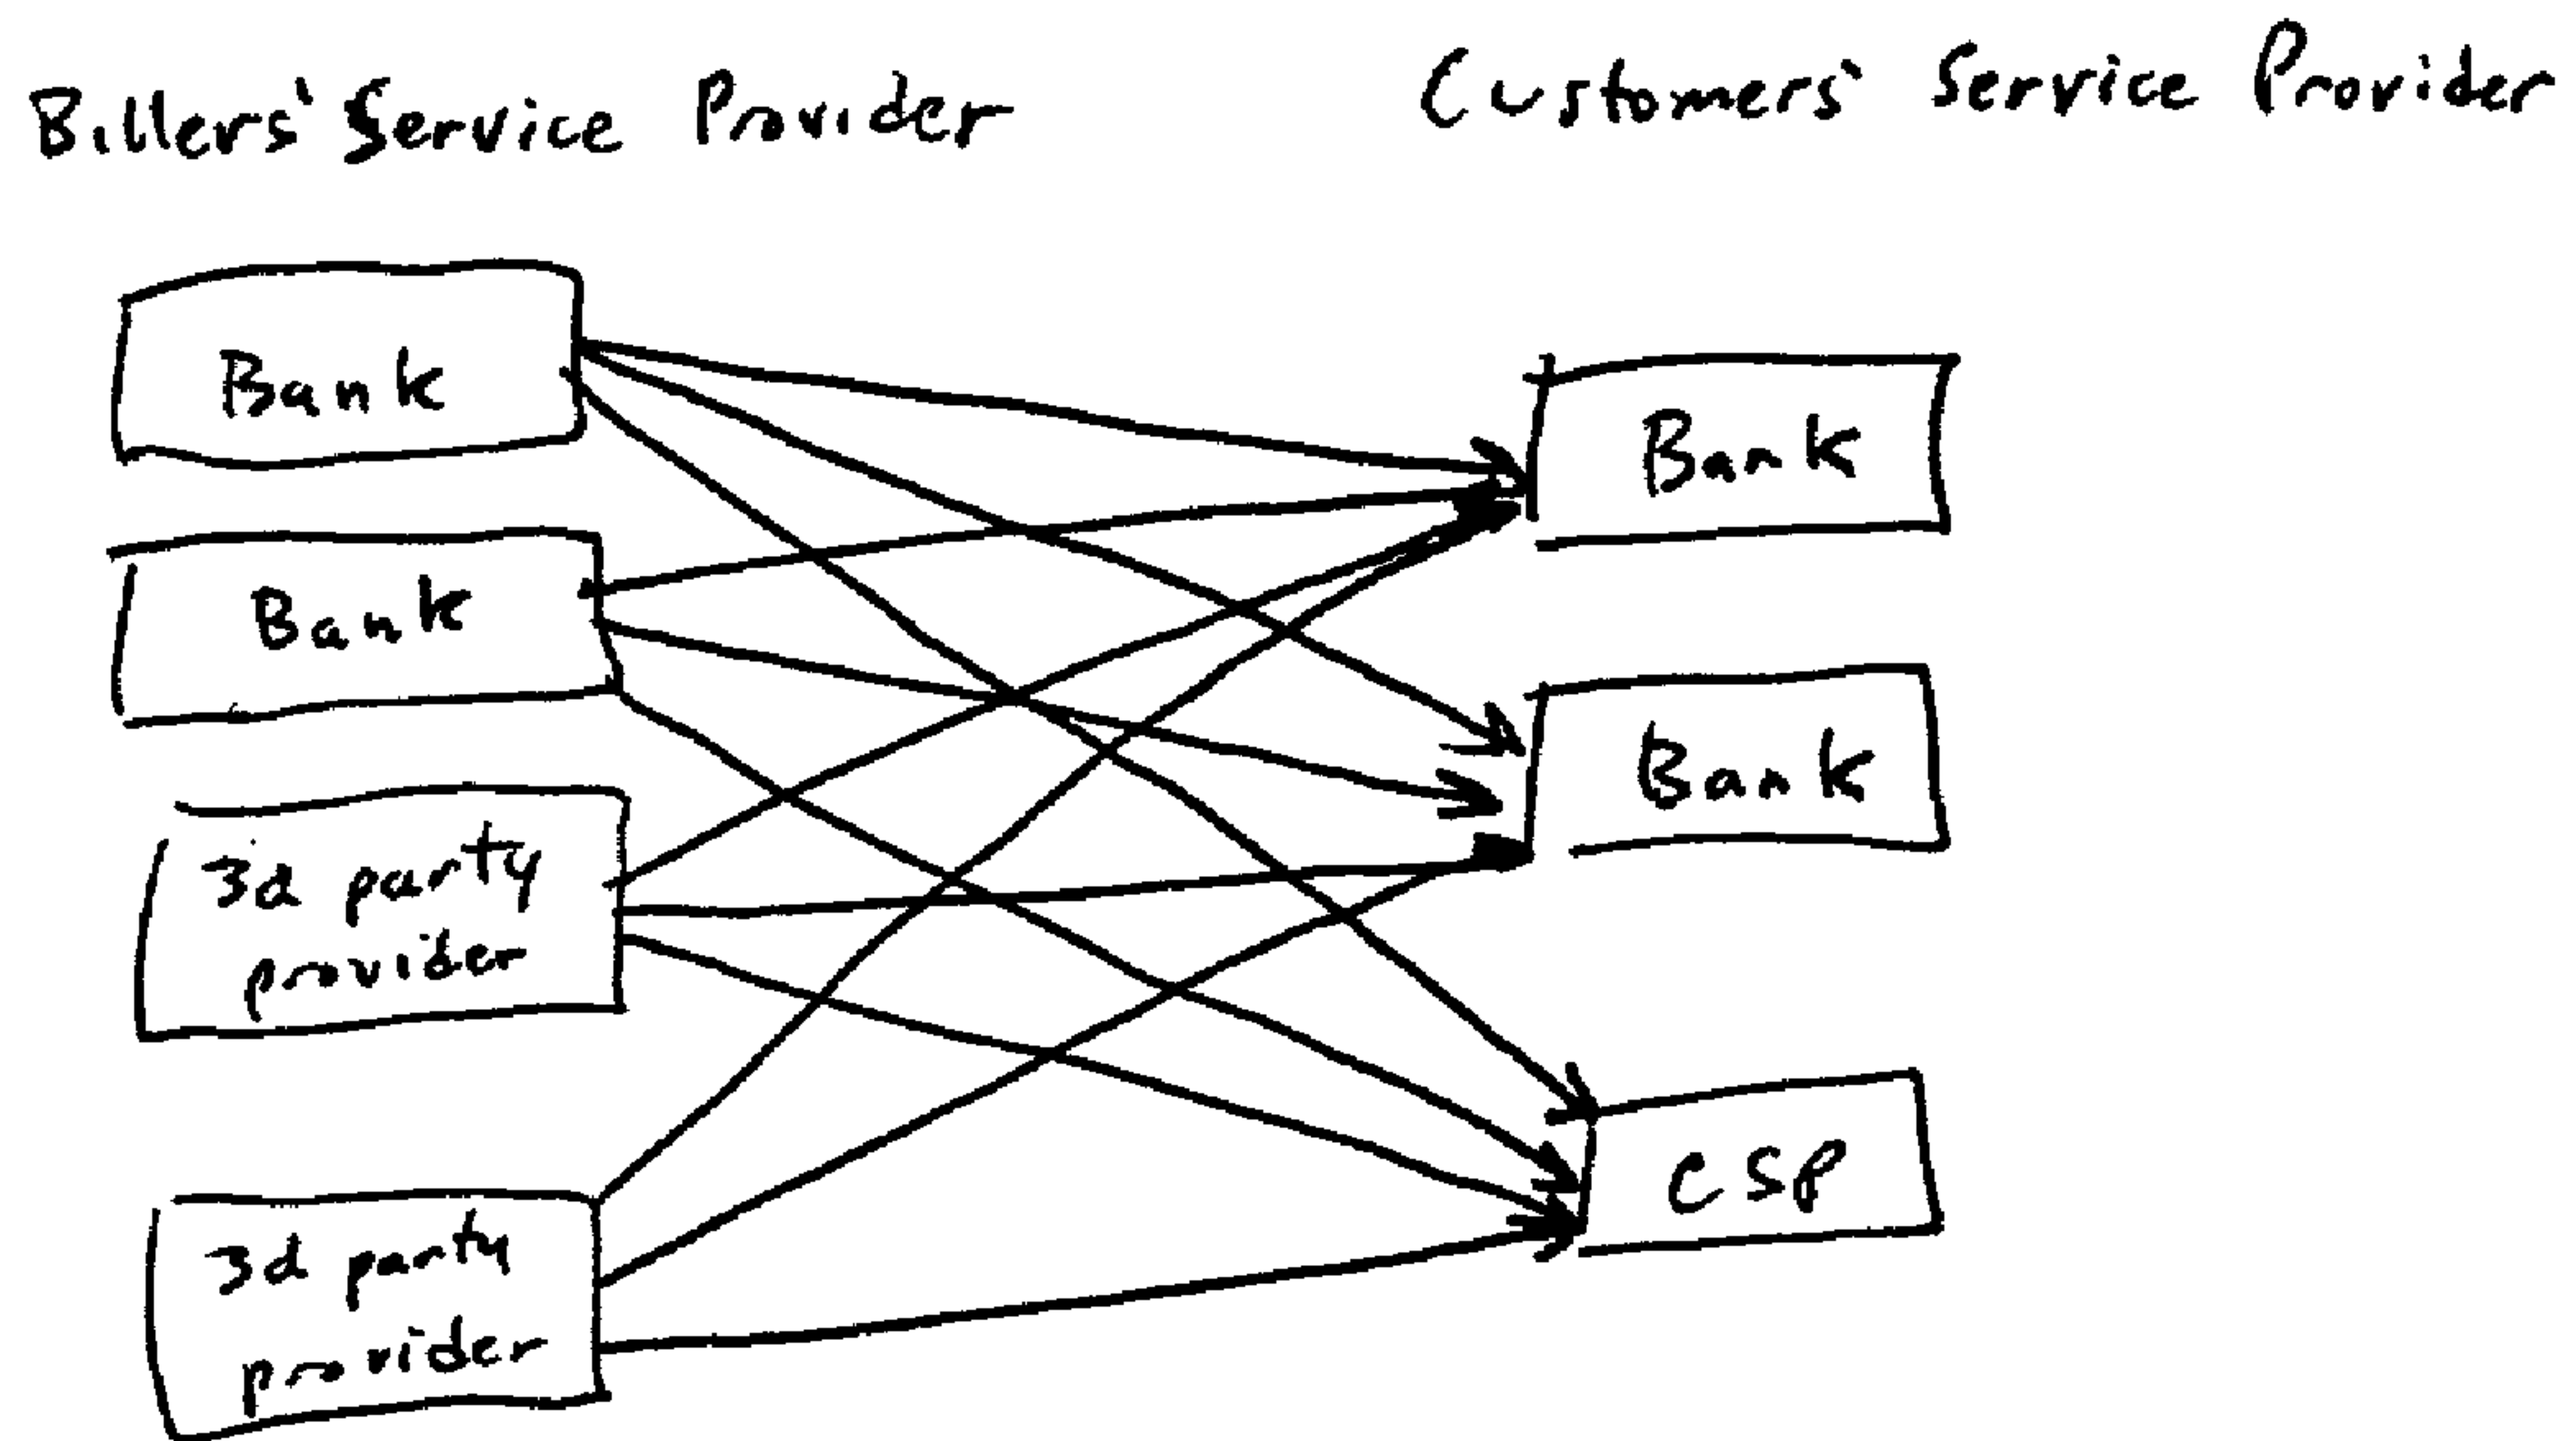 Billers' Service Provider
Customers' Service Provider
Bank
Bank
Bank
Bank
3d party
provider
CSP
3d party
provider